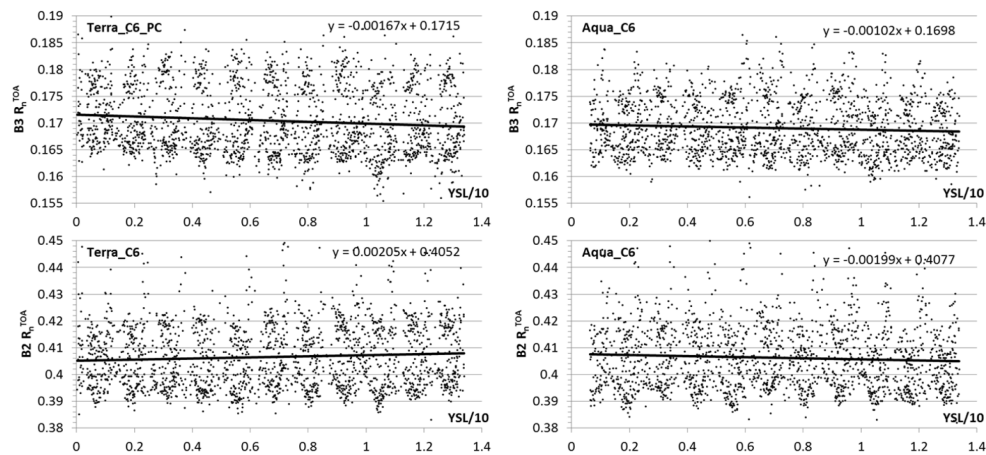 Terra_C6_PC
y = -0.00167x + 0.1715
B3 RₙTOA
0.19
0.185
0.18
0.175
0.17
0.165
0.16
0.155
YSL/10
0 0.2 0.4 0.6 0.8 1 1.2 1.4
Aqua_C6
y = -0.00102x + 0.1698
B3 RₙTOA
0.19
0.185
0.18
0.175
0.17
0.165
0.16
0.155
YSL/10
0 0.2 0.4 0.6 0.8 1 1.2 1.4
Terra_C6
y = 0.00205x + 0.4052
B2 RₙTOA
0.45
0.44
0.43
0.42
0.41
0.4
0.39
0.38
YSL/10
0 0.2 0.4 0.6 0.8 1 1.2 1.4
Aqua_C6
y = -0.00199x + 0.4077
B2 RₙTOA
0.45
0.44
0.43
0.42
0.41
0.4
0.39
0.38
YSL/10
0 0.2 0.4 0.6 0.8 1 1.2 1.4